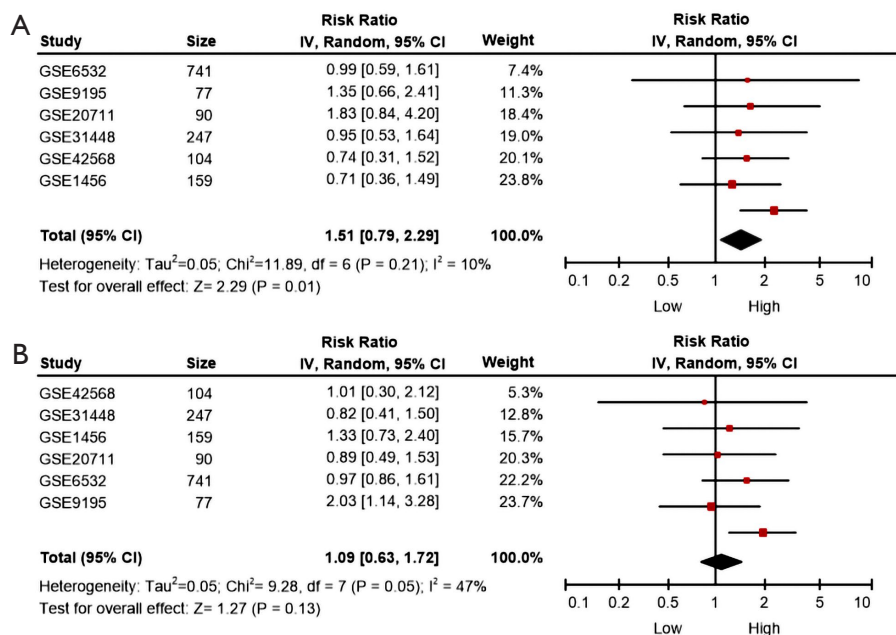 A
Risk Ratio Risk Ratio
Study Size IV, Random, 95% CI Weight IV, Random, 95% CI
GSE6532 741 0.99 [0.59, 1.61] 7.4%
GSE9195 77 1.35 [0.66, 2.41] 11.3%
GSE20711 90 1.83 [0.84, 4.20] 18.4%
GSE31448 247 0.95 [0.53, 1.64] 19.0%
GSE42568 104 0.74 [0.31, 1.52] 20.1%
GSE1456 159 0.71 [0.36, 1.49] 23.8%
Total (95% CI) 1.51 [0.79, 2.29] 100.0%
Heterogeneity: Tau²=0.05; Chi²=11.89, df = 6 (P = 0.21); I² = 10%
Test for overall effect: Z= 2.29 (P = 0.01)
0.1 0.2 0.5 1 2 5 10
Low High
B
Risk Ratio Risk Ratio
Study Size IV, Random, 95% CI Weight IV, Random, 95% CI
GSE42568 104 1.01 [0.30, 2.12] 5.3%
GSE31448 247 0.82 [0.41, 1.50] 12.8%
GSE1456 159 1.33 [0.73, 2.40] 15.7%
GSE20711 90 0.89 [0.49, 1.53] 20.3%
GSE6532 741 0.97 [0.86, 1.61] 22.2%
GSE9195 77 2.03 [1.14, 3.28] 23.7%
Total (95% CI) 1.09 [0.63, 1.72] 100.0%
Heterogeneity: Tau²=0.05; Chi²= 9.28, df = 7 (P = 0.05); I² = 47%
Test for overall effect: Z= 1.27 (P = 0.13)
0.1 0.2 0.5 1 2 5 10
Low High